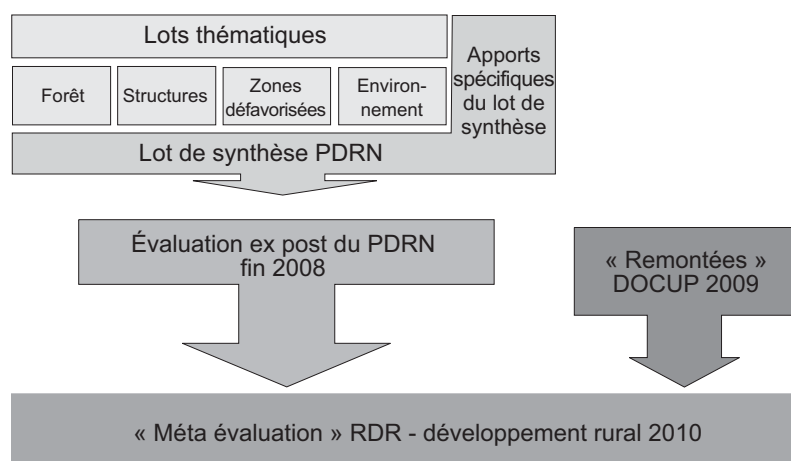 Lots thématiques
Forêt
Structures
Zones
défavorisées
Environ-
nement
Apports
spécifiques
du lot de
synthèse
Lot de synthèse PDRN
Évaluation ex post du PDRN
fin 2008
« Remontées »
DOCUP 2009
« Méta évaluation » RDR - développement rural 2010